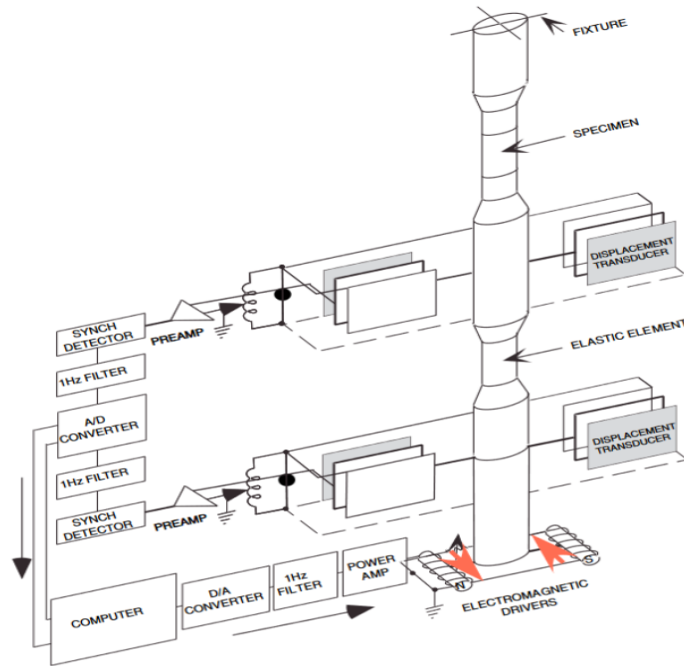 FIXTURE
SPECIMEN
DISPLACEMENT
TRANSDUCER
SYNCH
DETECTOR
PREAMP
1Hz FILTER
ELASTIC ELEMENT
A/D
CONVERTER
DISPLACEMENT
TRANSDUCER
1Hz FILTER
SYNCH
DETECTOR
PREAMP
COMPUTER
D/A
CONVERTER
1Hz
FILTER
POWER
AMP
N
S
ELECTROMAGNETIC
DRIVERS